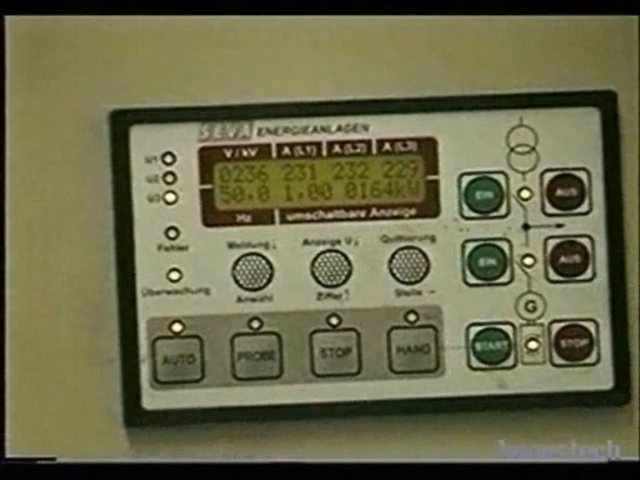 SEVA ENERGIEANLAGEN
V / kV A (L1) A (L2) A (L3)
U1
0236 231 232 229
U2
50.0 1.00 0164kW
U3
Hz umschaltbare Anzeige
EIN AUS
Fehler
Meldung↓ Anzeige U↓ Quittierung
Überwachung
Anwahl Ziffer↑ Stelle→
EIN AUS
G
AUTO PROBE STOP HAND
START STOP